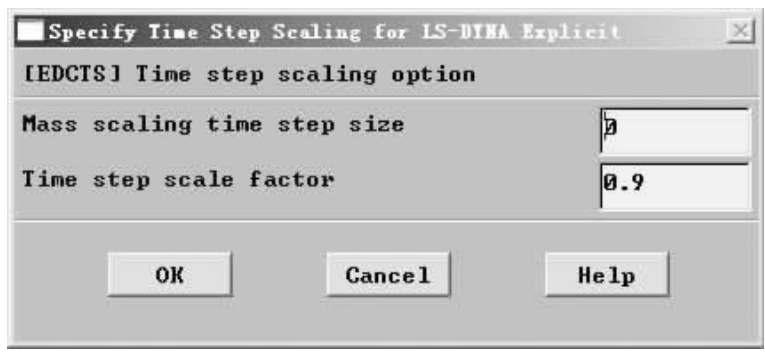 Specify Time Step Scaling for LS-DYNA Explicit
[EDCTS] Time step scaling option
Mass scaling time step size 0
Time step scale factor 0.9
OK Cancel Help